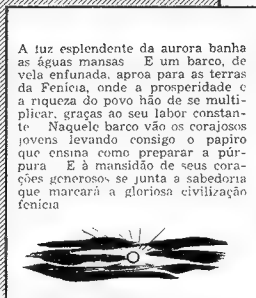 A luz esplendente da aurora banha
as águas mansas E um barco, de
vela enfunada, aproa para as terras
da Fenícia, onde a prosperidade e
a riqueza do povo hão de se multi-
plicar, graças ao seu labor constan-
te Naquele barco vão os corajosos
jovens levando consigo o papiro
que ensina como preparar a púr-
pura E à mansidão de seus cora-
ções generosos se junta a sabedoria
que marcará a gloriosa civilização
fenícia